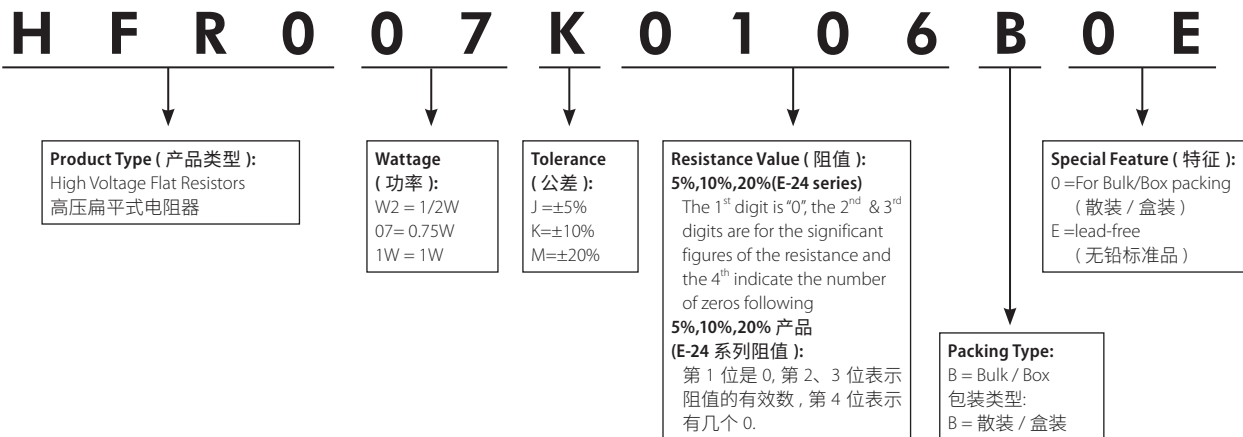 H F R 0 0 7 K 0 1 0 6 B 0 E
Product Type ( 产品类型 ):
High Voltage Flat Resistors
高压扁平式电阻器
Wattage
( 功率 ):
W2 = 1/2W
07= 0.75W
1W = 1W
Tolerance
( 公差 ):
J =±5%
K=±10%
M=±20%
Resistance Value ( 阻值 ):
5%,10%,20%(E-24 series)
The 1st digit is "0", the 2nd & 3rd
digits are for the significant
figures of the resistance and
the 4th indicate the number
of zeros following
5%,10%,20% 产品
(E-24 系列阻值 ):
第 1 位是 0, 第 2、3 位表示
阻值的有效数 , 第 4 位表示
有几个 0.
Packing Type:
B = Bulk / Box
包装类型:
B = 散装 / 盒装
Special Feature ( 特征 ):
0 =For Bulk/Box packing
( 散装 / 盒装 )
E =lead-free
( 无铅标准品 )